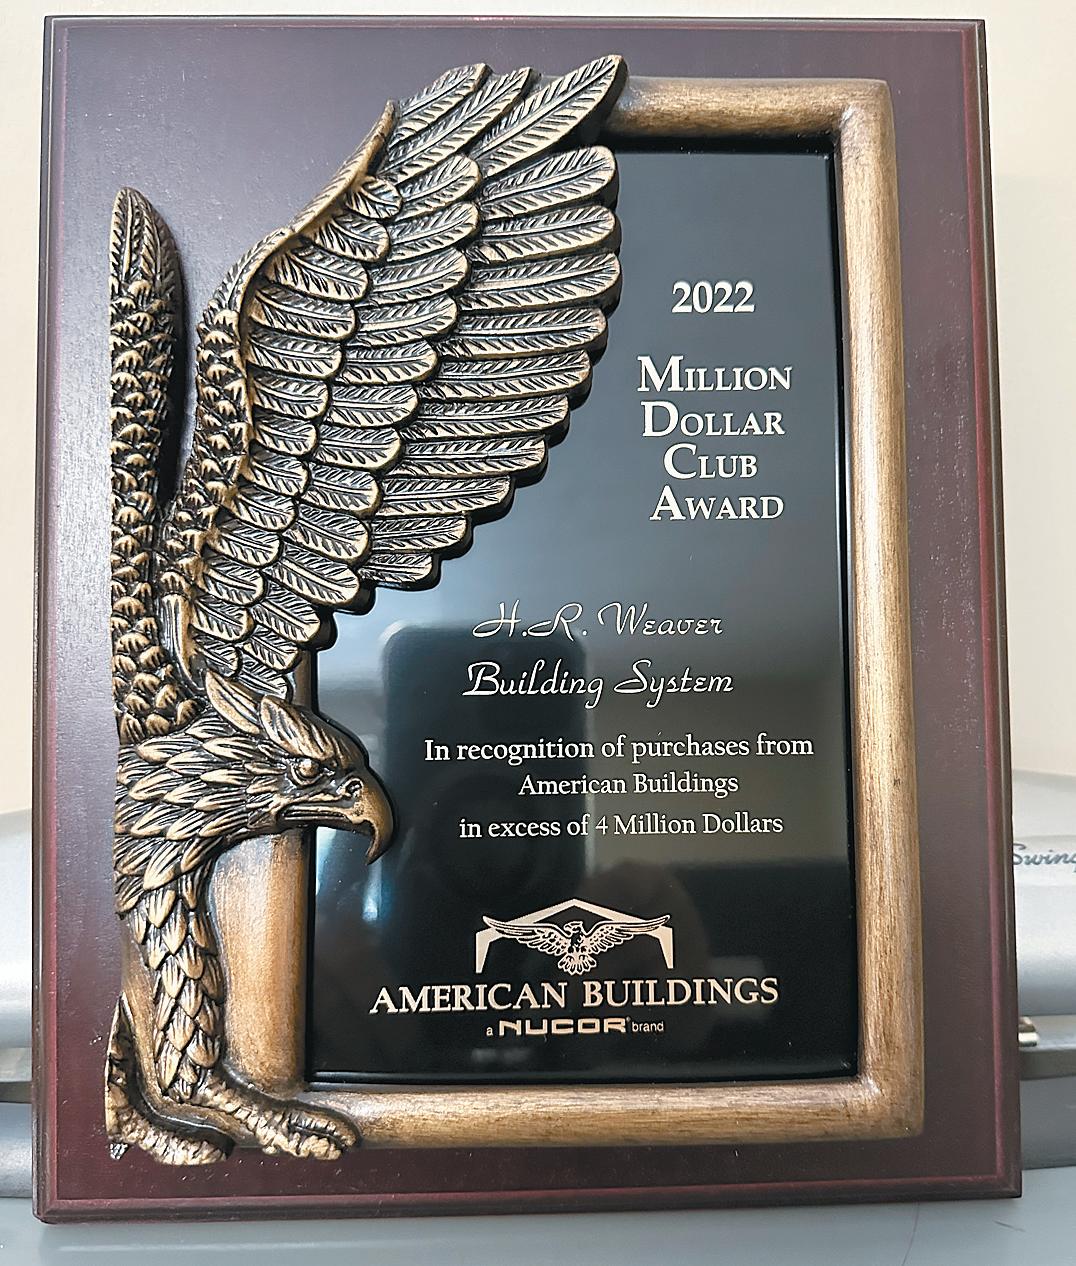 2022
MILLION
DOLLAR
CLUB
AWARD
H.R. Weaver
Building System
In recognition of purchases from
American Buildings
in excess of 4 Million Dollars
AMERICAN BUILDINGS
a NUCOR® brand